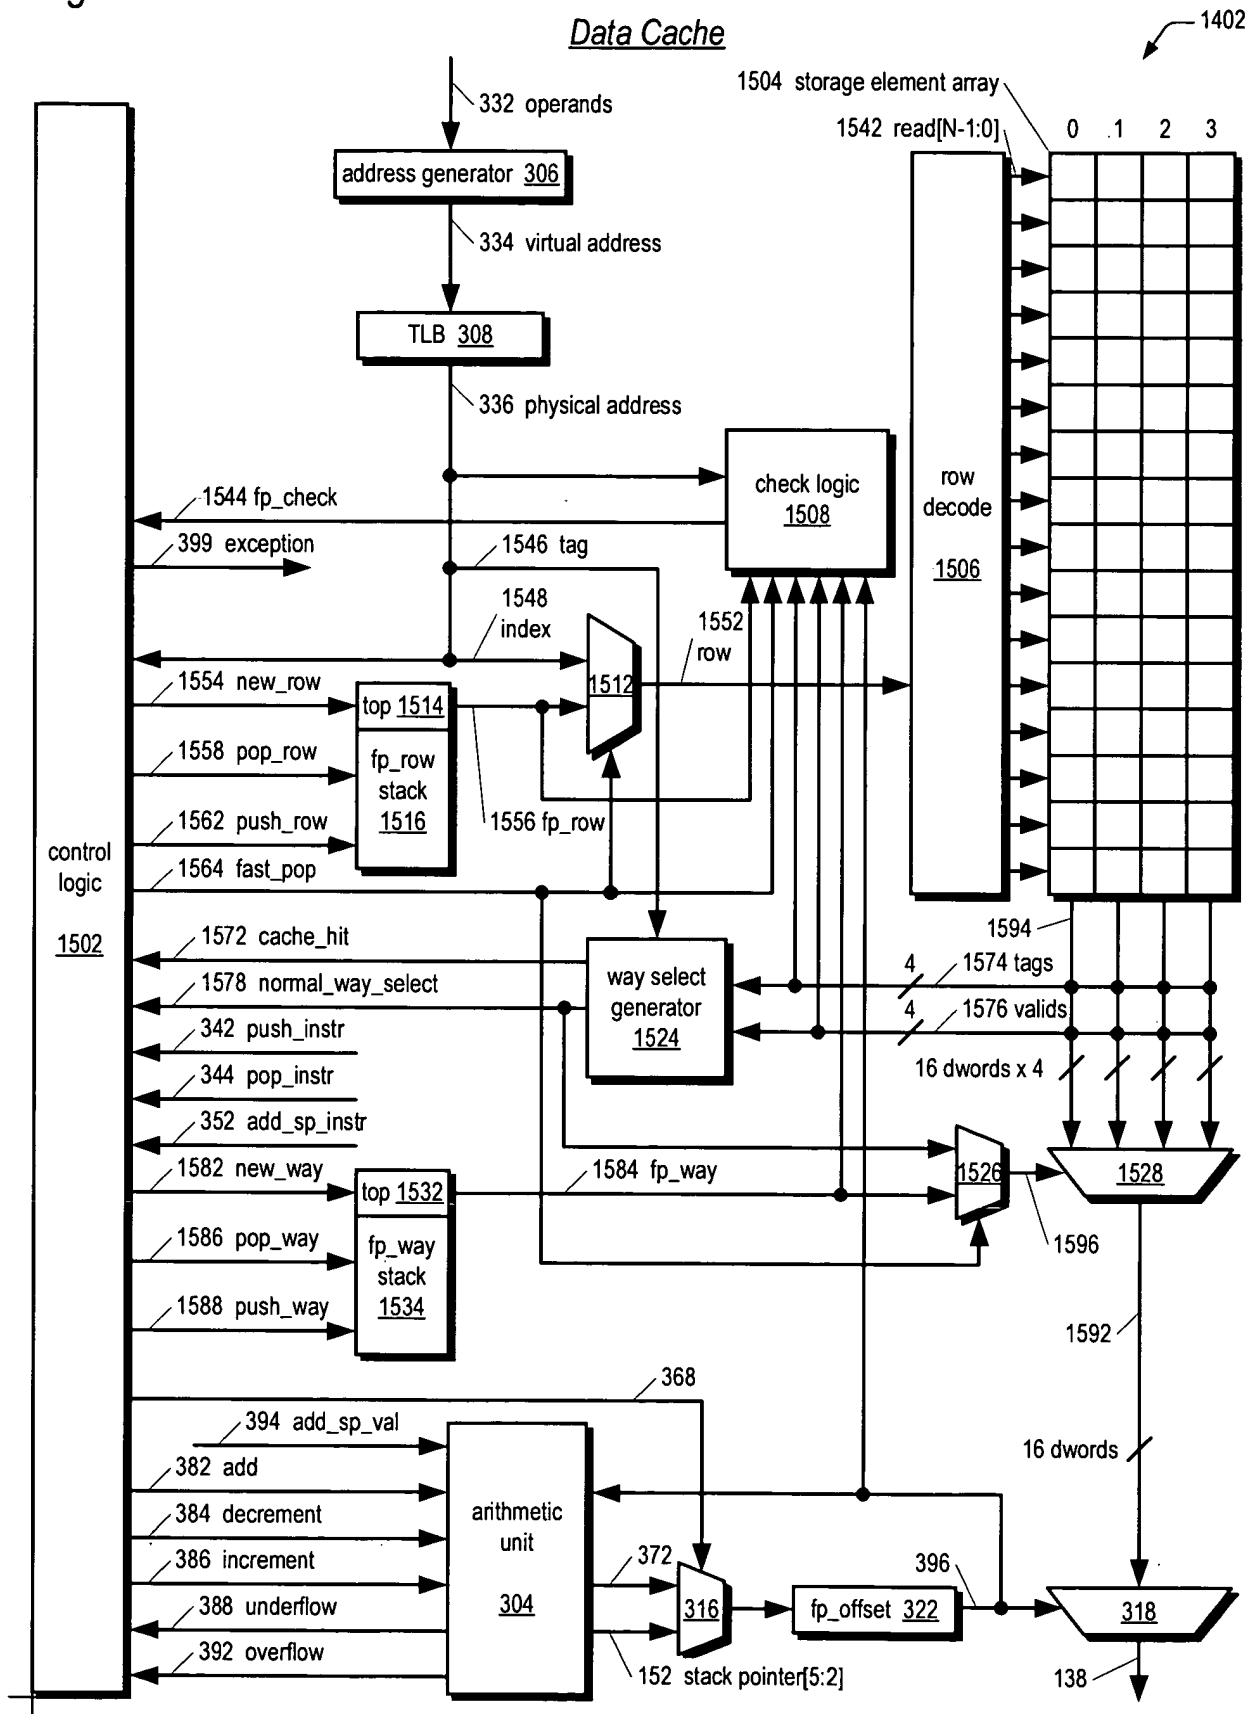 Data Cache
1402
1504 storage element array
332 operands
1542 read[N-1:0]
0 1 2 3
address generator 306
334 virtual address
TLB 308
336 physical address
check logic
1508
row
decode
1506
1544 fp_check
399 exception
1546 tag
1548
index
1512
1552
row
1554 new_row
top 1514
1558 pop_row
fp_row
stack
1516
1556 fp_row
1562 push_row
1564 fast_pop
control
logic
1502
1594
1572 cache_hit
way select
generator
1524
4
1574 tags
1578 normal_way_select
4
1576 valids
342 push_instr
16 dwords x 4
344 pop_instr
352 add_sp_instr
1582 new_way
top 1532
1584 fp_way
1526
1528
1586 pop_way
fp_way
stack
1534
1596
1588 push_way
1592
368
394 add_sp_val
16 dwords
382 add
arithmetic
unit
304
384 decrement
386 increment
372
396
388 underflow
316
fp_offset 322
318
392 overflow
152 stack pointer[5:2]
138